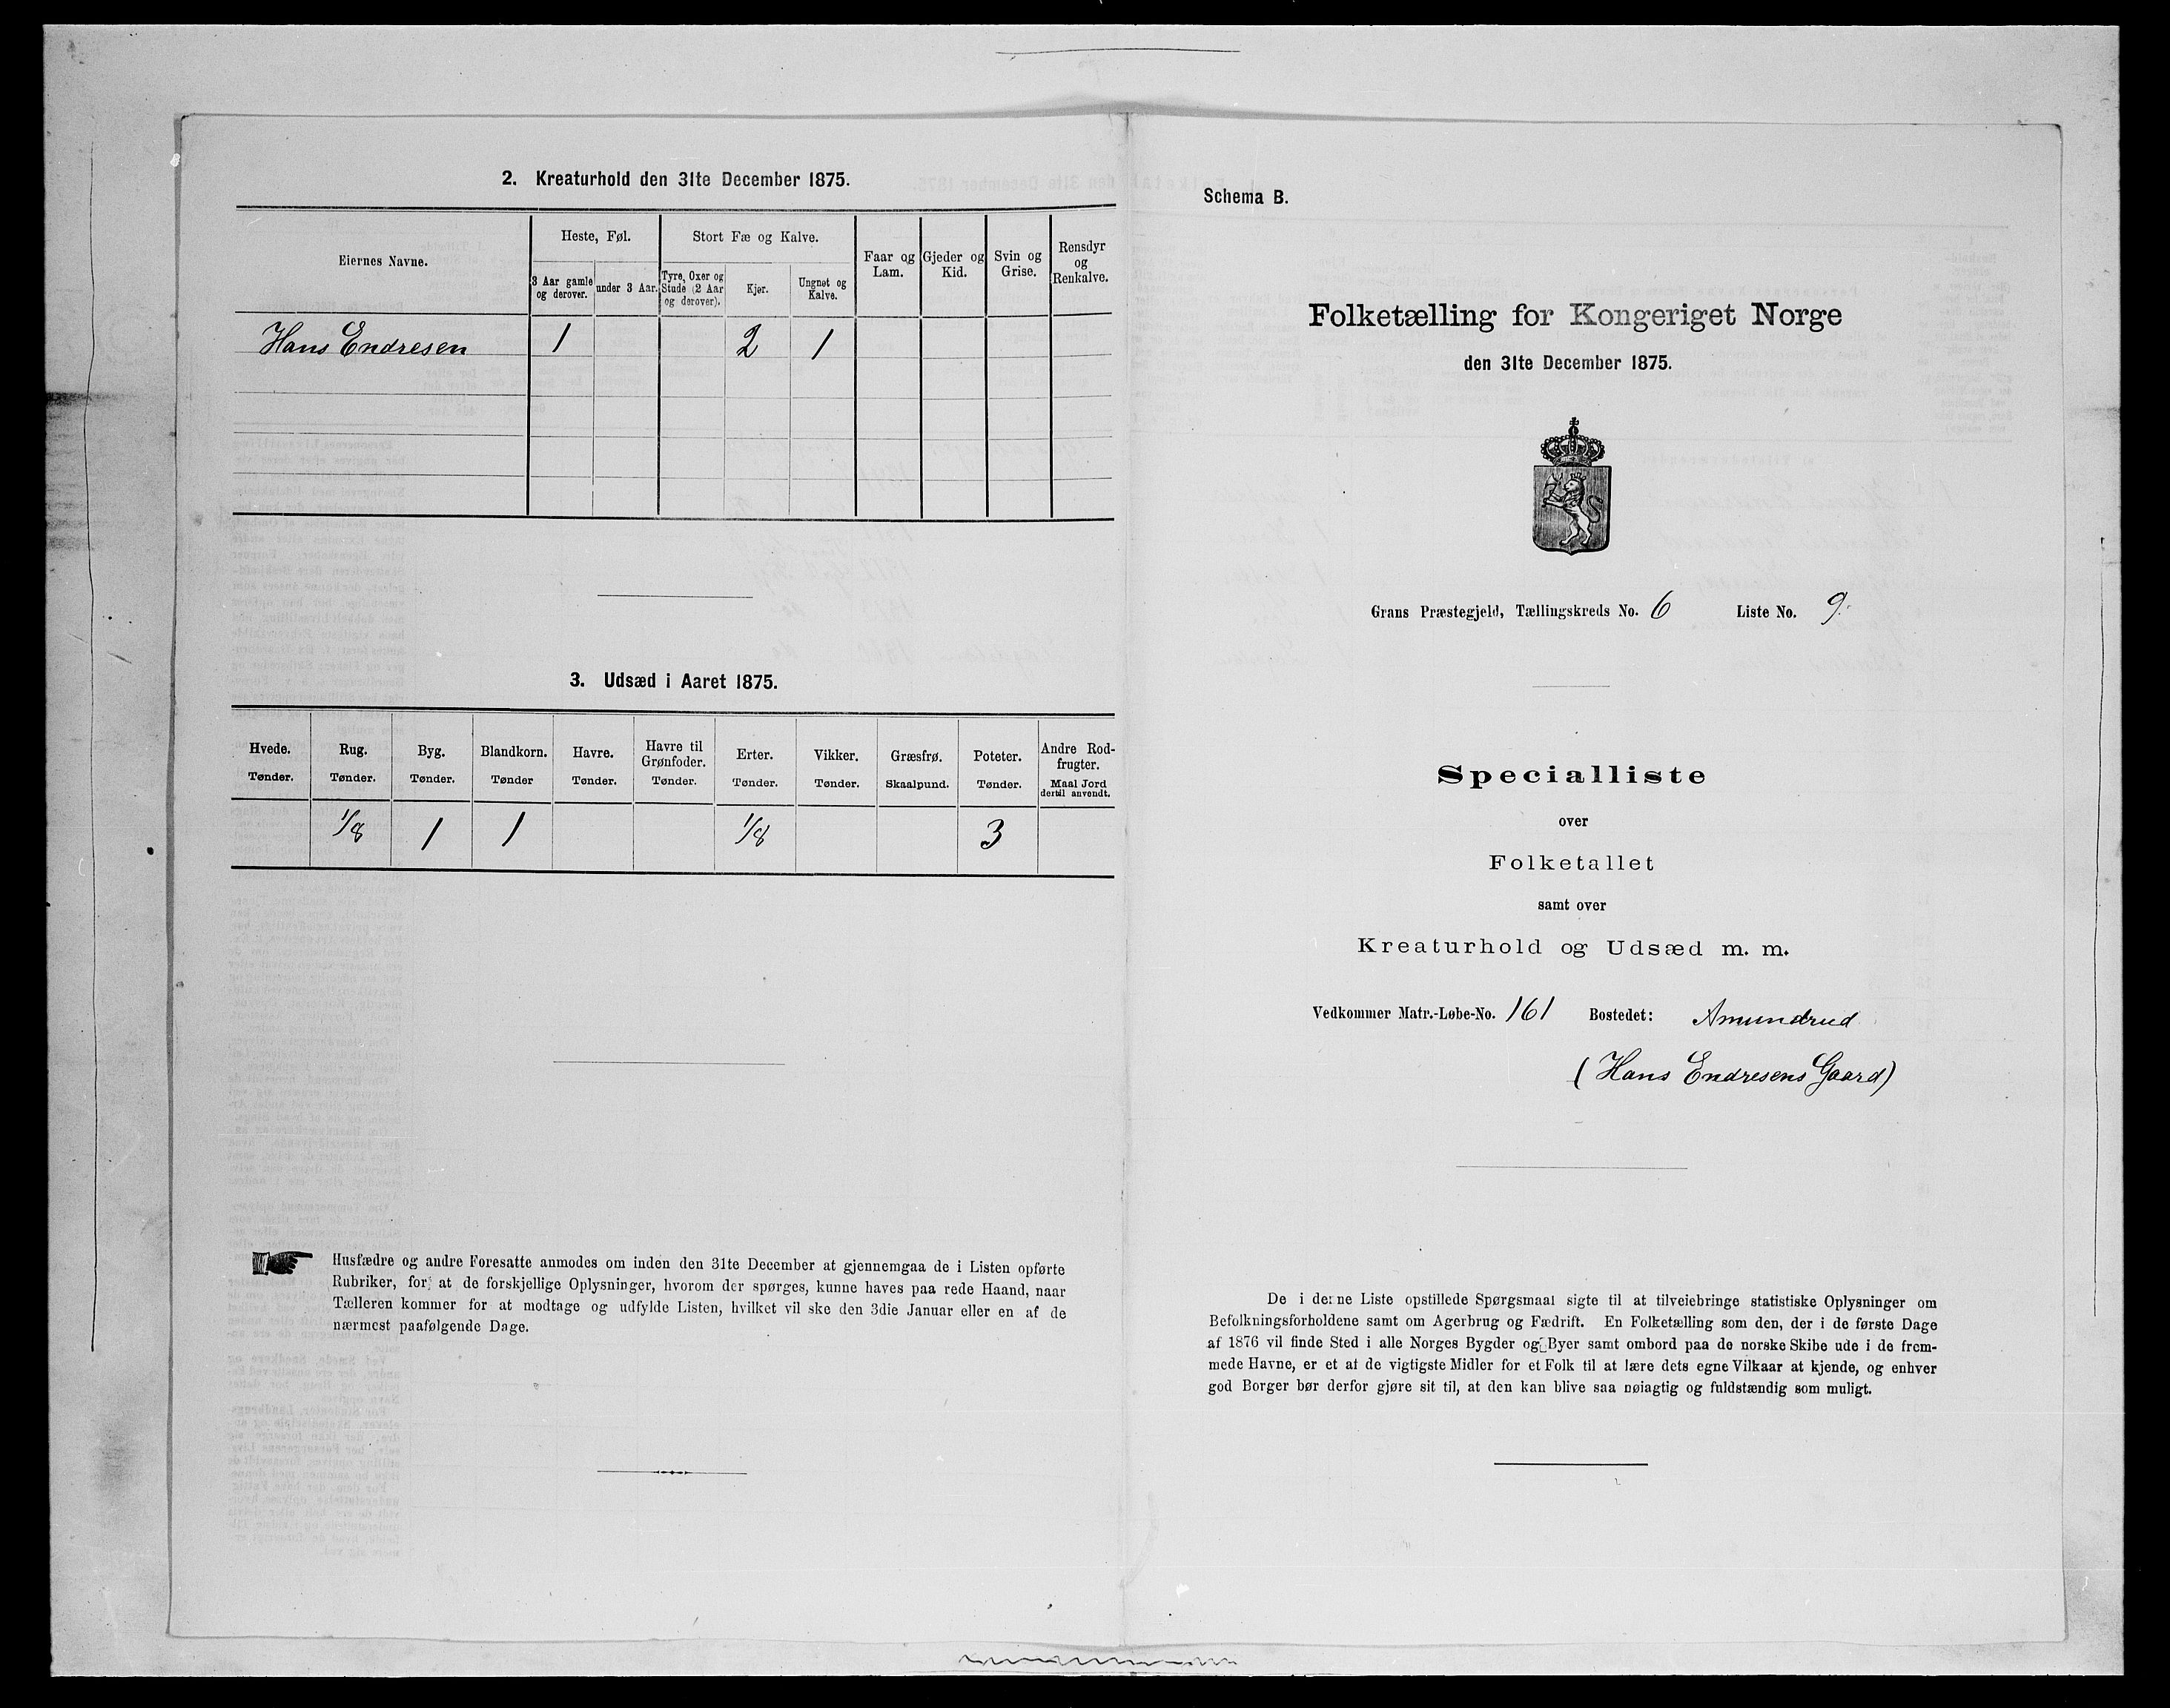 2. Kreaturhold den 31te December 1875.
Eiernes Navne.
Heste, Føl.
Stort Fæ og Kalve.
Faar og
Lam.
Gjeder og
Kid.
Svin og
Grise.
Rensdyr
og
Renkalve.
3 Aar gamle
og derover.
under 3 Aar.
Tyre, Oxer og
Stude (2 Aar
og derover).
Kjør.
Ungnøt og
Kalve.
Hans Endresen 1 2 1
3. Udsæd i Aaret 1875.
Hvede. Rug. Byg. Blandkorn. Havre. Havre til
Grønfoder. Erter. Vikker. Græsfrø. Poteter. Andre Rod-
frugter.
Tønder. Tønder. Tønder. Tønder Tønder. Tønder. Tønder. Tønder. Skaalpund. Tønder. Maal Jord
dertil anvendt.
1/8 1 1 1/8 3
Husfædre og andre Foresatte anmodes om inden den 31te December at gjennemgaa de i Listen opførte
Rubriker, for at de forskjellige Oplysninger, hvorom der spørges, kunne haves paa rede Haand, naar
Tælleren kommer for at modtage og udfylde Listen, hvilket vil ske den 3die Januar eller en af de
nærmest paafølgende Dage.
Schema B.
Folketælling for Kongeriget Norge
den 31te December 1875.
Grans Præstegjeld, Tællingskreds No. 6 Liste No. 9.
Specialliste
over
Folketallet
samt over
Kreaturhold og Udsæd m. m.
Vedkommer Matr.-Løbe-No. 161 Bostedet: Amundrud
(Hans Endresens Gaard)
De i denne Liste opstillede Spørgsmaal sigte til at tilveiebringe statistiske Oplysninger om
Befolkningsforholdene samt om Agerbrug og Fædrift. En Folketælling som den, der i de første Dage
af 1876 vil finde Sted i alle Norges Bygder og Byer samt ombord paa de norske Skibe ude i de frem-
mede Havne, er et af de vigtigste Midler for et Folk til at lære dets egne Vilkaar at kjende, og enhver
god Borger bør derfor gjøre sit til, at den kan blive saa nøiagtig og fuldstændig som muligt.